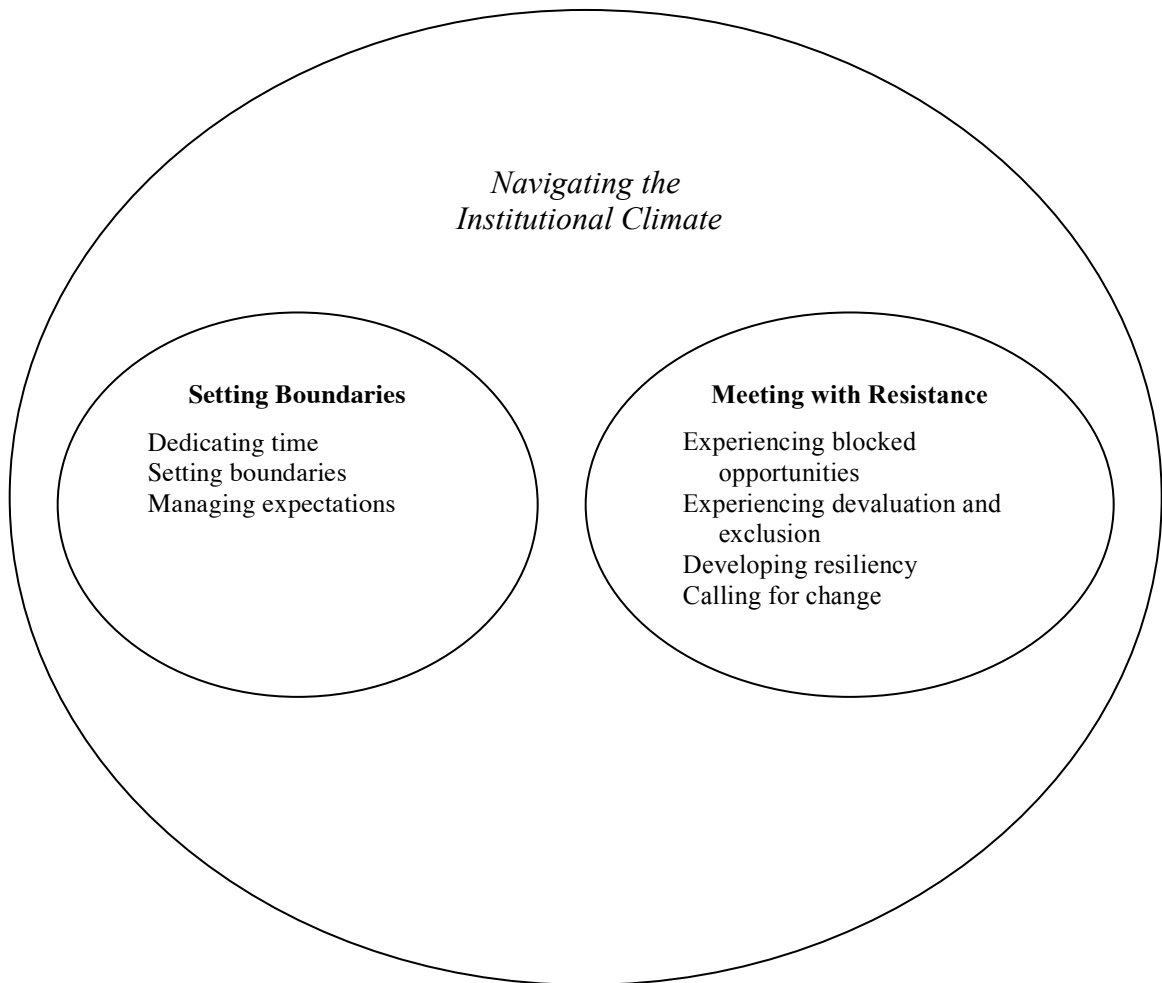 Navigating the
Institutional Climate
Setting Boundaries
Dedicating time
Setting boundaries
Managing expectations
Meeting with Resistance
Experiencing blocked
opportunities
Experiencing devaluation and
exclusion
Developing resiliency
Calling for change